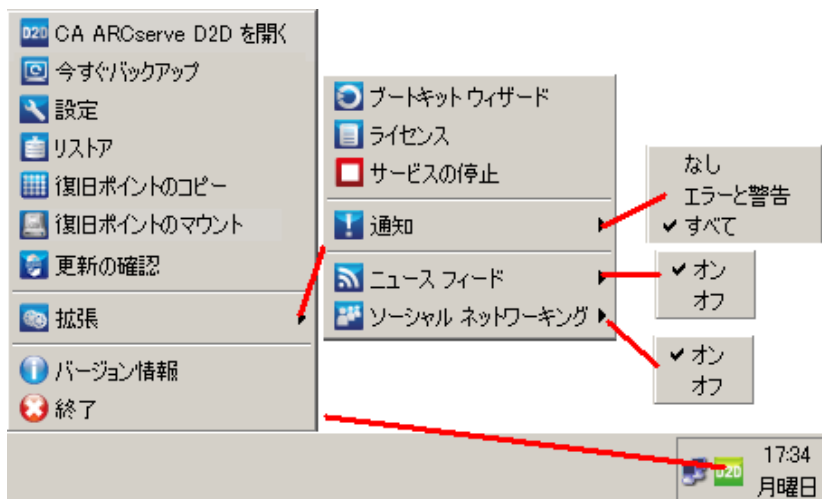 D2D CA ARCserve D2D を開く
今すぐバックアップ
設定
リストア
復旧ポイントのコピー
復旧ポイントのマウント
更新の確認
拡張
バージョン情報
終了
ブートキット ウィザード
ライセンス
サービスの停止
通知
ニュース フィード
ソーシャル ネットワーキング
なし
エラーと警告
すべて
オン
オフ
オン
オフ
D2D
17:34
月曜日